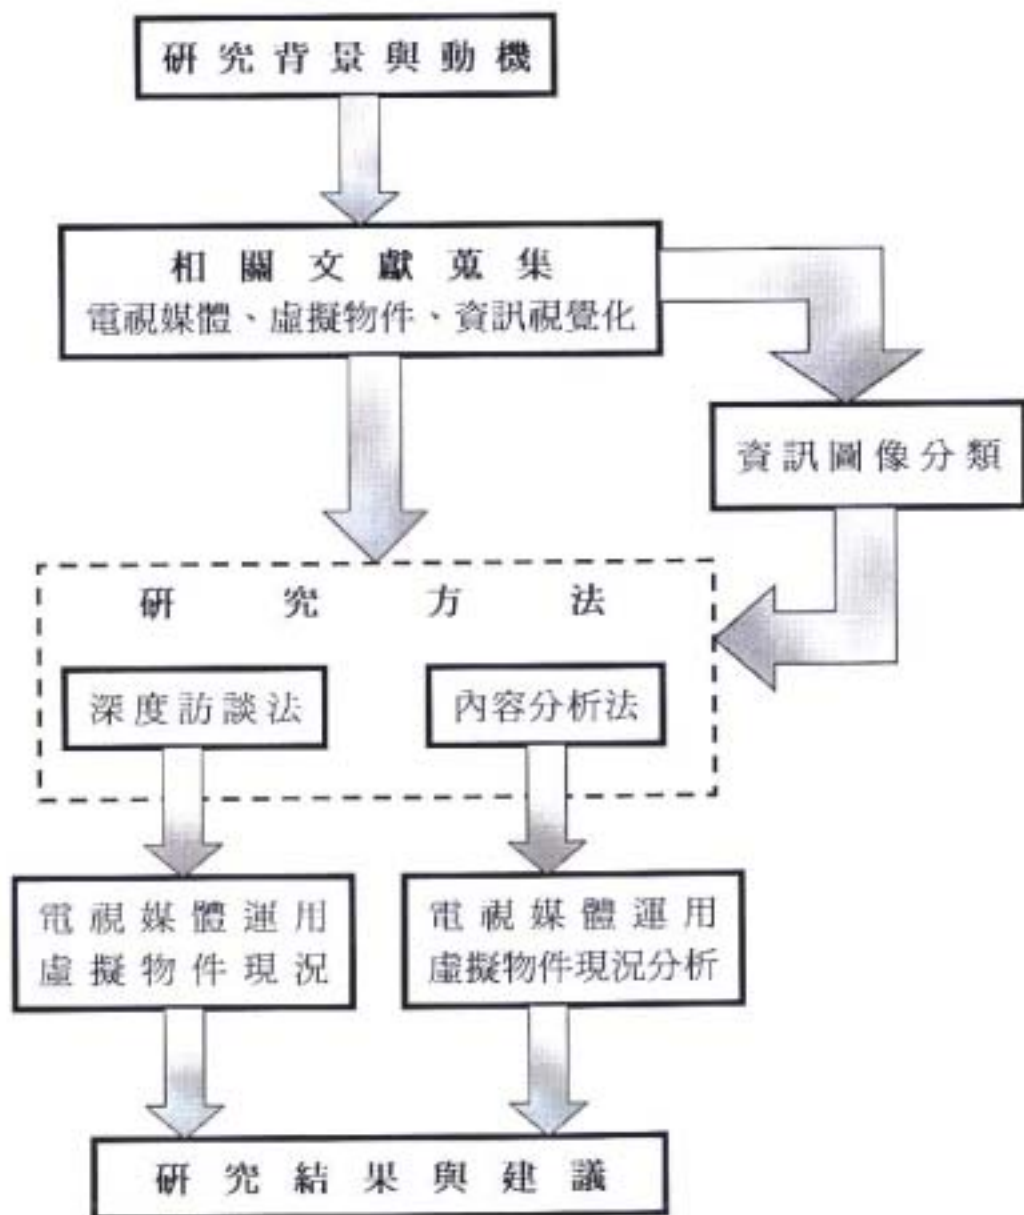 研究背景與動機
相關文獻蒐集
電視媒體、虛擬物件、資訊視覺化
資訊圖像分類
研究方法
深度訪談法
內容分析法
電視媒體運用
虛擬物件現況
電視媒體運用
虛擬物件現況分析
研究結果與建議